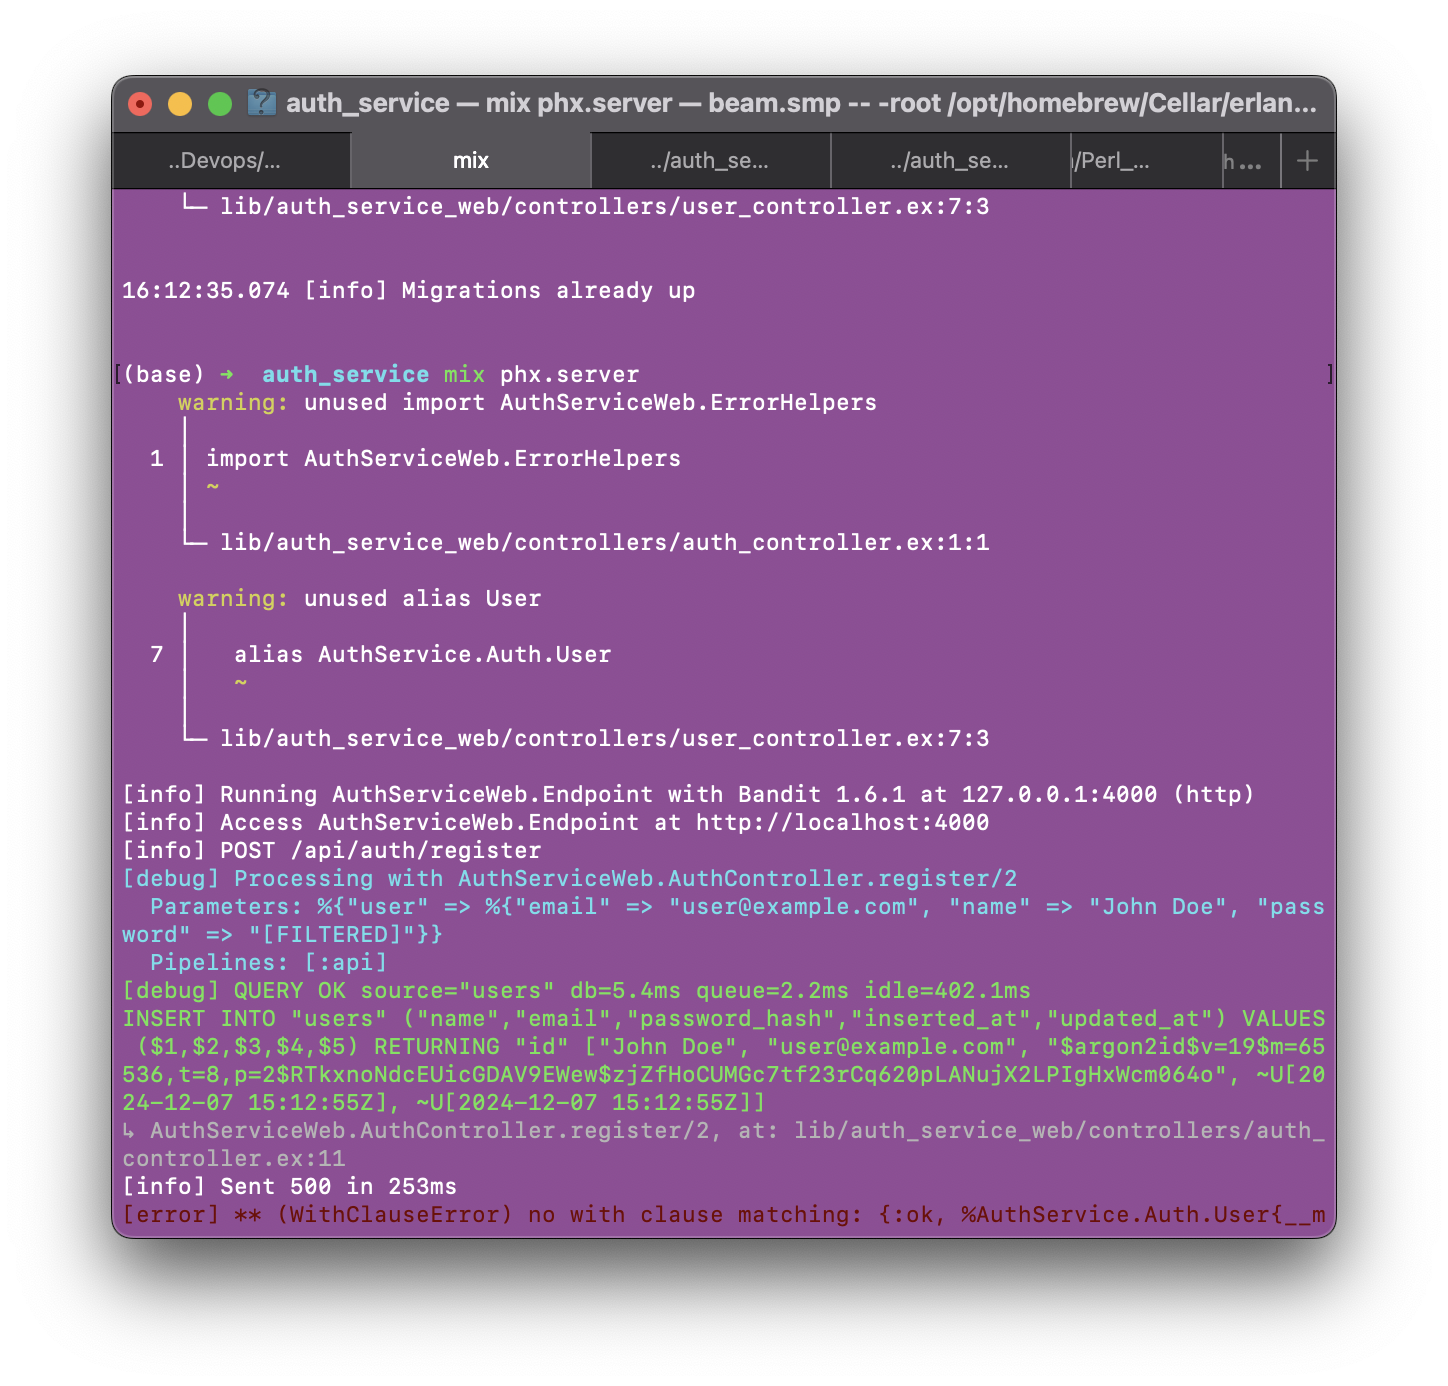 auth_service — mix phx.server — beam.smp -- -root /opt/homebrew/Cellar/erlan...
..Devops/... mix ../auth_se... ../auth_se... /Perl_... h ... +
└─ lib/auth_service_web/controllers/user_controller.ex:7:3
16:12:35.074 [info] Migrations already up
[(base) ➜  auth_service mix phx.server ]
warning: unused import AuthServiceWeb.ErrorHelpers
│
1 │ import AuthServiceWeb.ErrorHelpers
│ ~
│
└─ lib/auth_service_web/controllers/auth_controller.ex:1:1
warning: unused alias User
│
7 │   alias AuthService.Auth.User
│   ~
│
└─ lib/auth_service_web/controllers/user_controller.ex:7:3
[info] Running AuthServiceWeb.Endpoint with Bandit 1.6.1 at 127.0.0.1:4000 (http)
[info] Access AuthServiceWeb.Endpoint at http://localhost:4000
[info] POST /api/auth/register
[debug] Processing with AuthServiceWeb.AuthController.register/2
Parameters: %{"user" => %{"email" => "user@example.com", "name" => "John Doe", "pass
word" => "[FILTERED]"}}
Pipelines: [:api]
[debug] QUERY OK source="users" db=5.4ms queue=2.2ms idle=402.1ms
INSERT INTO "users" ("name","email","password_hash","inserted_at","updated_at") VALUES
($1,$2,$3,$4,$5) RETURNING "id" ["John Doe", "user@example.com", "$argon2id$v=19$m=65
536,t=8,p=2$RTkxnoNdcEUicGDAV9EWew$zjZfHoCUMGc7tf23rCq620pLANujX2LPIgHxWcm064o", ~U[20
24-12-07 15:12:55Z], ~U[2024-12-07 15:12:55Z]]
↳ AuthServiceWeb.AuthController.register/2, at: lib/auth_service_web/controllers/auth_
controller.ex:11
[info] Sent 500 in 253ms
[error] ** (WithClauseError) no with clause matching: {:ok, %AuthService.Auth.User{__m